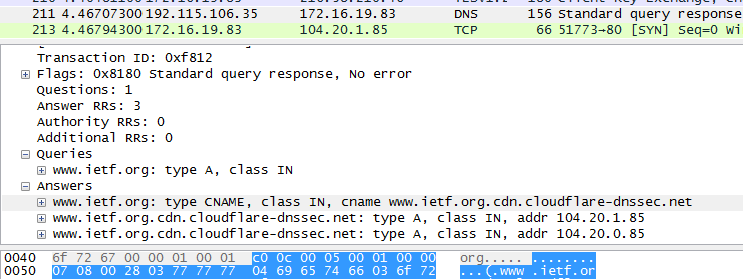 211 4.46707300 192.115.106.35 172.16.19.83 DNS 156 Standard query response
213 4.46794300 172.16.19.83 104.20.1.85 TCP 66 51773→80 [SYN] Seq=0 Wi
Transaction ID: 0xf812
Flags: 0x8180 Standard query response, No error
Questions: 1
Answer RRs: 3
Authority RRs: 0
Additional RRs: 0
Queries
www.ietf.org: type A, class IN
Answers
www.ietf.org: type CNAME, class IN, cname www.ietf.org.cdn.cloudflare-dnssec.net
www.ietf.org.cdn.cloudflare-dnssec.net: type A, class IN, addr 104.20.1.85
www.ietf.org.cdn.cloudflare-dnssec.net: type A, class IN, addr 104.20.0.85
0040 6f 72 67 00 00 01 00 01 c0 0c 00 05 00 01 00 00 org..... ........
0050 07 08 00 28 03 77 77 77 04 69 65 74 66 03 6f 72 ...(.www .ietf.or